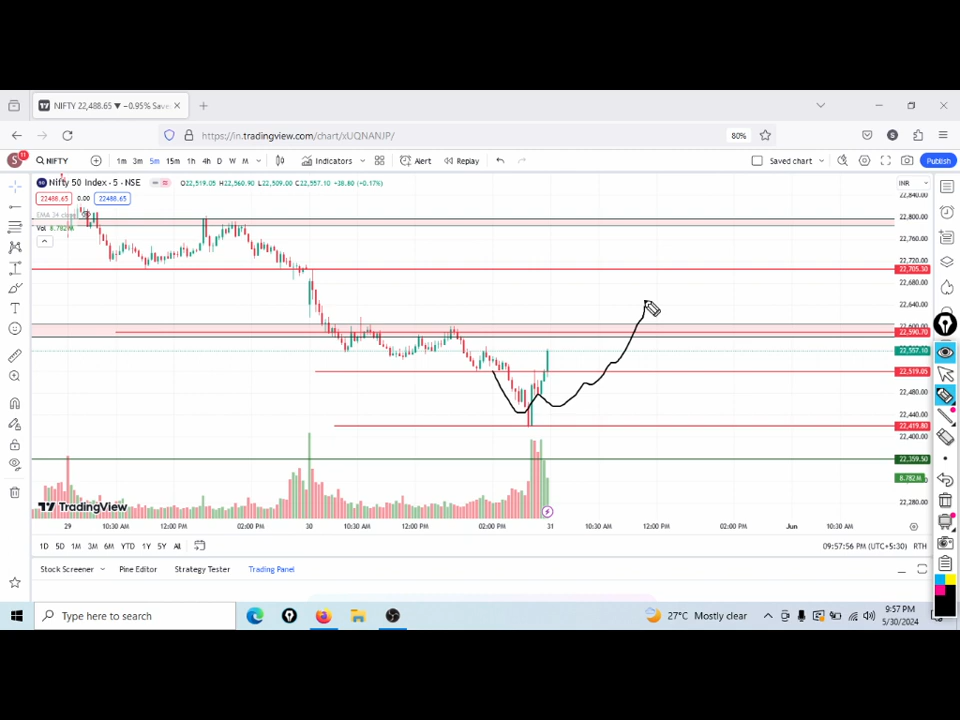 NIFTY 22,488.65 ▼ −0.95% Save
https://in.tradingview.com/chart/xUQNANJP/
80%
S
NIFTY
1m 3m 5m 15m 1h 4h D W M
Indicators
Alert
Replay
Saved chart
Publish
Nifty 50 Index · 5 · NSE
O22,519.05 H22,560.90 L22,509.00 C22,557.10 +38.80 (+0.17%)
INR
22488.65 0.00 22488.65
EMA 34 close
Vol 8.782M
22,840.00
22,800.00
22,760.00
22,720.00
22,705.30
22,680.00
22,640.00
22,600.00
22,590.70
22,557.10
22,519.05
22,480.00
22,440.00
22,419.80
22,400.00
22,359.50
8.782M
22,280.00
TradingView
29 10:30 AM 12:00 PM 02:00 PM 30 10:30 AM 12:00 PM 02:00 PM 31 10:30 AM 12:00 PM 02:00 PM Jun 10:30 AM
1D 5D 1M 3M 6M YTD 1Y 5Y All
09:57:56 PM (UTC+5:30) RTH
Stock Screener
Pine Editor
Strategy Tester
Trading Panel
Type here to search
27°C Mostly clear
9:57 PM
5/30/2024